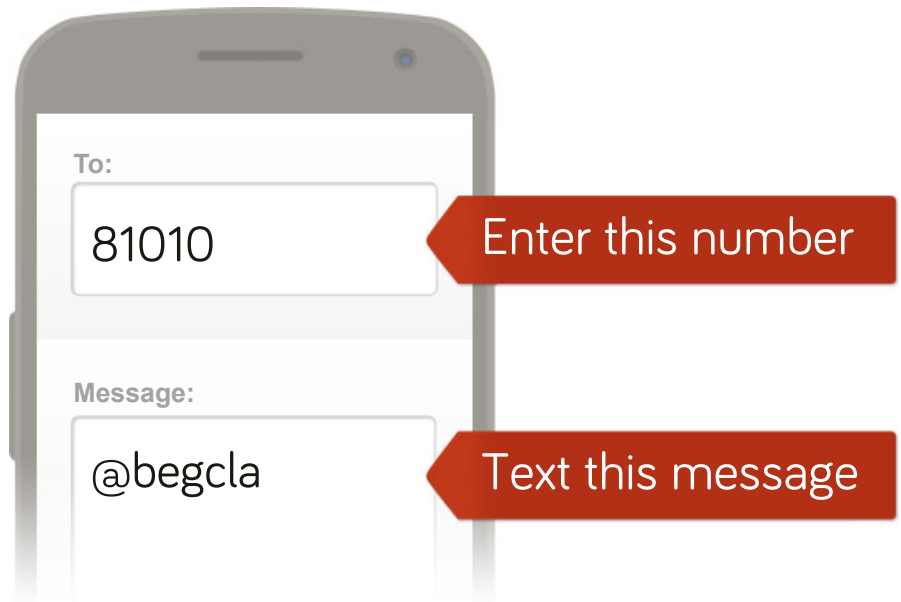 To:
81010
Enter this number
Message:
@begcla
Text this message